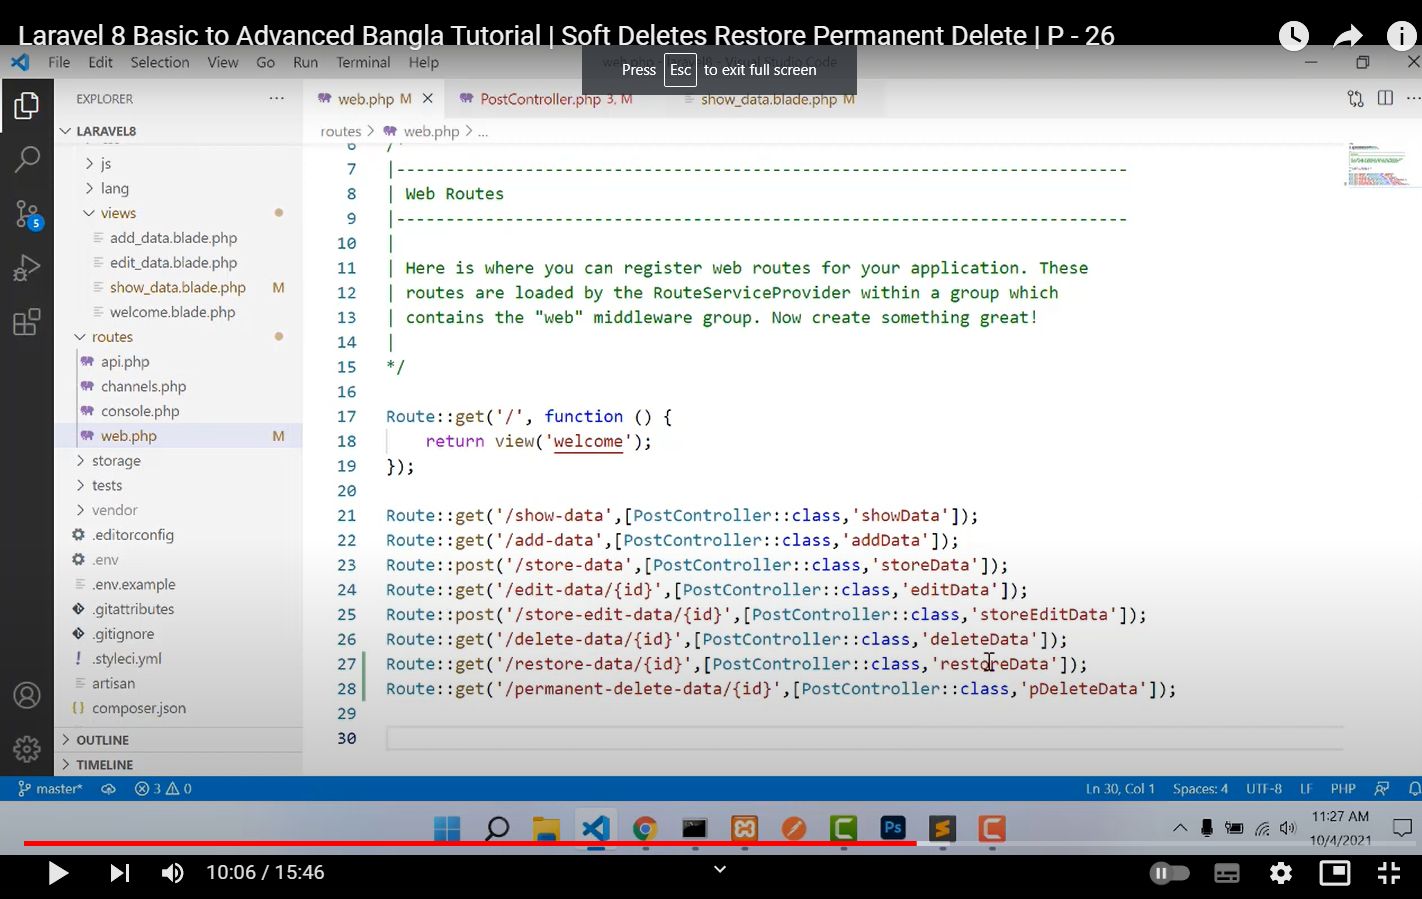 Laravel 8 Basic to Advanced Bangla Tutorial | Soft Deletes Restore Permanent Delete | P - 26
File Edit Selection View Go Run Terminal Help
Press Esc to exit full screen
EXPLORER
web.php M
PostController.php 3, M
show_data.blade.php M
LARAVEL8
routes > web.php > ...
js
lang
views
add_data.blade.php
edit_data.blade.php
show_data.blade.php M
welcome.blade.php
routes
api.php
channels.php
console.php
web.php M
storage
tests
vendor
.editorconfig
.env
.env.example
.gitattributes
.gitignore
.styleci.yml
artisan
composer.json
OUTLINE
TIMELINE
5
6 /*
7 |--------------------------------------------------------------------------
8 | Web Routes
9 |--------------------------------------------------------------------------
10 |
11 | Here is where you can register web routes for your application. These
12 | routes are loaded by the RouteServiceProvider within a group which
13 | contains the "web" middleware group. Now create something great!
14 |
15 */
16
17 Route::get('/', function () {
18 return view('welcome');
19 });
20
21 Route::get('/show-data',[PostController::class,'showData']);
22 Route::get('/add-data',[PostController::class,'addData']);
23 Route::post('/store-data',[PostController::class,'storeData']);
24 Route::get('/edit-data/{id}',[PostController::class,'editData']);
25 Route::post('/store-edit-data/{id}',[PostController::class,'storeEditData']);
26 Route::get('/delete-data/{id}',[PostController::class,'deleteData']);
27 Route::get('/restore-data/{id}',[PostController::class,'restoreData']);
28 Route::get('/permanent-delete-data/{id}',[PostController::class,'pDeleteData']);
29
30
master* 3 0
Ln 30, Col 1 Spaces: 4 UTF-8 LF PHP
Ps
11:27 AM
10/4/2021
10:06 / 15:46